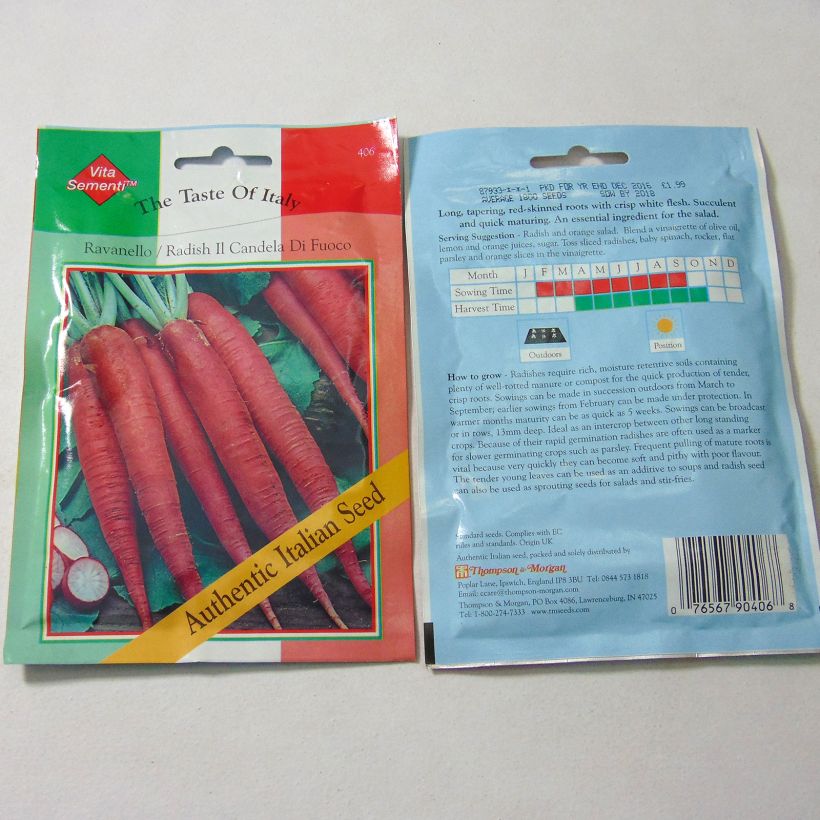 Vita
Sementi™
406
The Taste Of Italy
Ravanello / Radish Il Candela Di Fuoco
Authentic Italian Seed
87933-x-x-1 PKD FOR YR END DEC 2016 £1.99
AVERAGE 1800 SEEDS SOW BY 2018
Long, tapering, red-skinned roots with crisp white flesh. Succulent
and quick maturing. An essential ingredient for the salad.
Serving Suggestion - Radish and orange salad. Blend a vinaigrette of olive oil,
lemon and orange juices, sugar. Toss sliced radishes, baby spinach, rocket, flat
parsley and orange slices in the vinaigrette.
Month J F M A M J J A S O N D
Sowing Time
Harvest Time
Outdoors
Position
How to grow - Radishes require rich, moisture retentive soils containing
plenty of well-rotted manure or compost for the quick production of tender,
crisp roots. Sowings can be made in succession outdoors from March to
September; earlier sowings from February can be made under protection. In
warmer months maturity can be as quick as 5 weeks. Sowings can be broadcast
or in rows, 13mm deep. Ideal as an intercrop between other long standing
crops. Because of their rapid germination radishes are often used as a marker
for slower germinating crops such as parsley. Frequent pulling of mature roots is
vital because very quickly they can become soft and pithy with poor flavour.
The tender young leaves can be used as an additive to soups and radish seed
can also be used as sprouting seeds for salads and stir-fries.
Standard seeds. Complies with EC
rules and standards. Origin UK.
Authentic Italian seed, packed and solely distributed by
Thompson & Morgan
Poplar Lane, Ipswich, England IP8 3BU Tel: 0844 573 1818
Email: ccare@thompson-morgan.com
Thompson & Morgan, PO Box 4086, Lawrenceburg, IN 47025
Tel: 1-800-274-7333 www.tmseeds.com
0 76567 90406 8